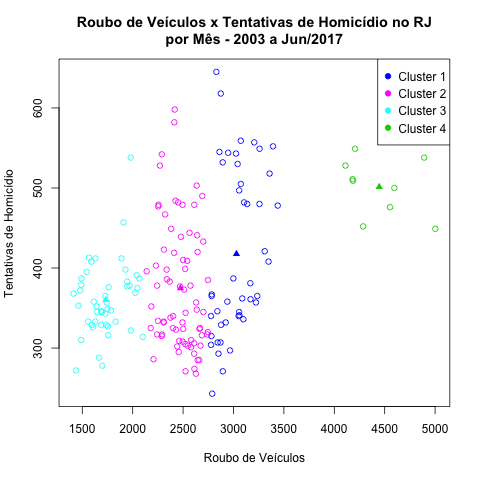 Roubo de Veículos x Tentativas de Homicídio no RJ
por Mês - 2003 a Jun/2017
Cluster 1
Cluster 2
Cluster 3
Cluster 4
Tentativas de Homicídio
600
500
400
300
1500 2000 2500 3000 3500 4000 4500 5000
Roubo de Veículos